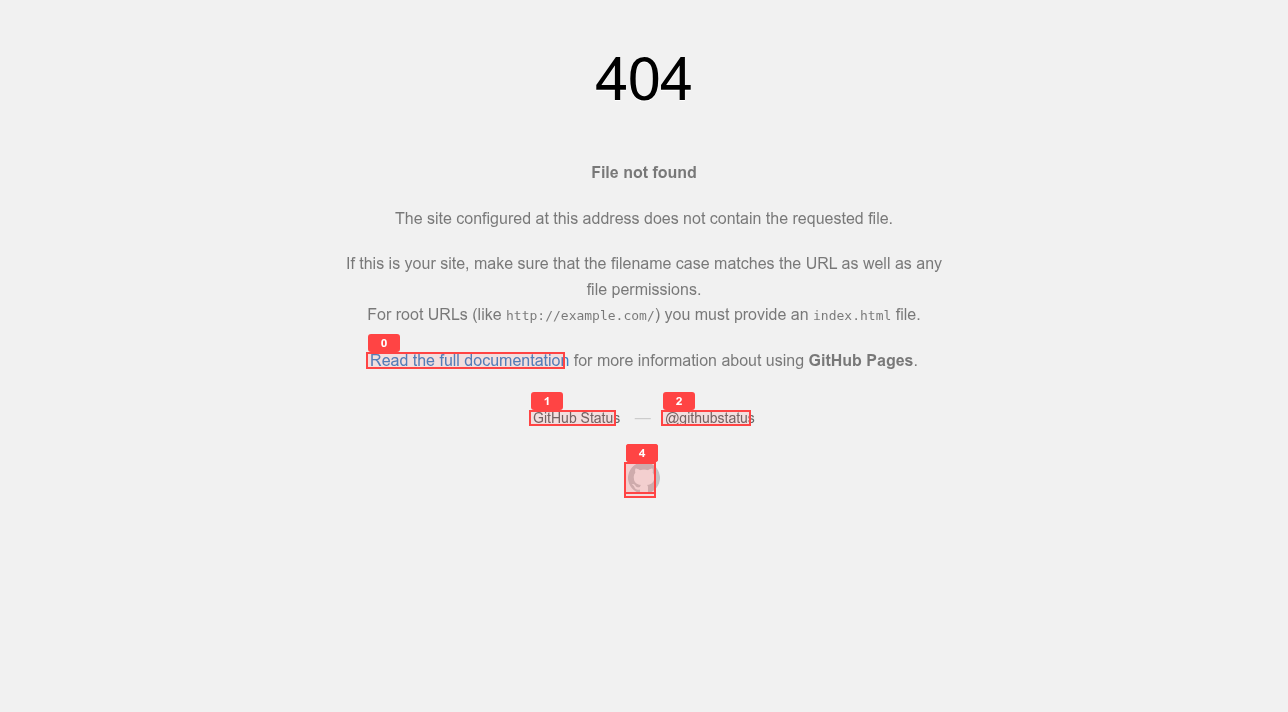 404
File not found
The site configured at this address does not contain the requested file.
If this is your site, make sure that the filename case matches the URL as well as any
file permissions.
For root URLs (like http://example.com/) you must provide an index.html file.
0
Read the full documentation for more information about using GitHub Pages.
1 2
GitHub Status — @githubstatus
4